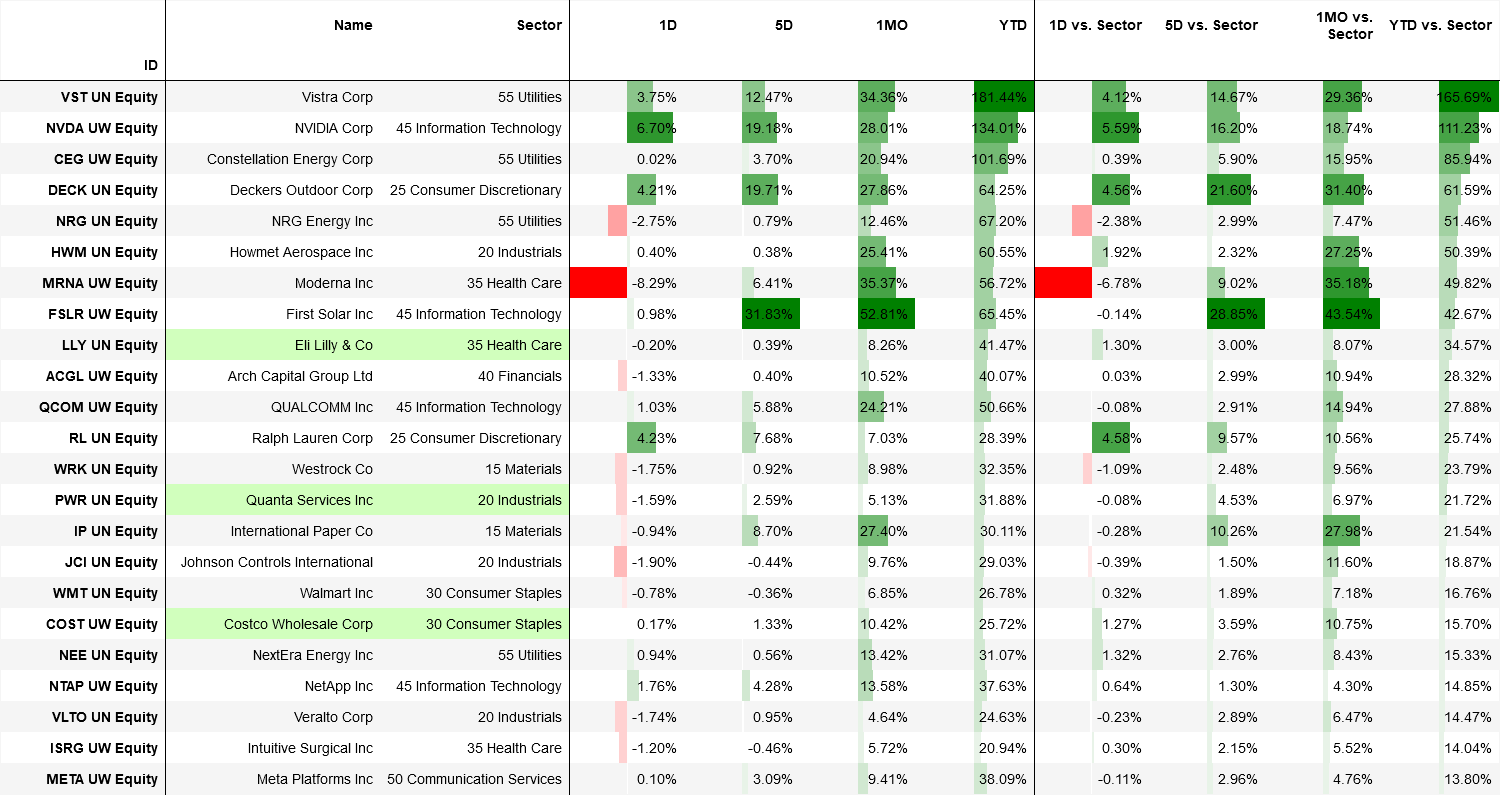 Name Sector 1D 5D 1MO YTD 1D vs. Sector 5D vs. Sector 1MO vs. Sector YTD vs. Sector
ID
VST UN Equity Vistra Corp 55 Utilities 3.75% 12.47% 34.36% 181.44% 4.12% 14.67% 29.36% 165.69%
NVDA UW Equity NVIDIA Corp 45 Information Technology 6.70% 19.18% 28.01% 134.01% 5.59% 16.20% 18.74% 111.23%
CEG UW Equity Constellation Energy Corp 55 Utilities 0.02% 3.70% 20.94% 101.69% 0.39% 5.90% 15.95% 85.94%
DECK UN Equity Deckers Outdoor Corp 25 Consumer Discretionary 4.21% 19.71% 27.86% 64.25% 4.56% 21.60% 31.40% 61.59%
NRG UN Equity NRG Energy Inc 55 Utilities -2.75% 0.79% 12.46% 67.20% -2.38% 2.99% 7.47% 51.46%
HWM UN Equity Howmet Aerospace Inc 20 Industrials 0.40% 0.38% 25.41% 60.55% 1.92% 2.32% 27.25% 50.39%
MRNA UW Equity Moderna Inc 35 Health Care -8.29% 6.41% 35.37% 56.72% -6.78% 9.02% 35.18% 49.82%
FSLR UW Equity First Solar Inc 45 Information Technology 0.98% 31.83% 52.81% 65.45% -0.14% 28.85% 43.54% 42.67%
LLY UN Equity Eli Lilly & Co 35 Health Care -0.20% 0.39% 8.26% 41.47% 1.30% 3.00% 8.07% 34.57%
ACGL UW Equity Arch Capital Group Ltd 40 Financials -1.33% 0.40% 10.52% 40.07% 0.03% 2.99% 10.94% 28.32%
QCOM UW Equity QUALCOMM Inc 45 Information Technology 1.03% 5.88% 24.21% 50.66% -0.08% 2.91% 14.94% 27.88%
RL UN Equity Ralph Lauren Corp 25 Consumer Discretionary 4.23% 7.68% 7.03% 28.39% 4.58% 9.57% 10.56% 25.74%
WRK UN Equity Westrock Co 15 Materials -1.75% 0.92% 8.98% 32.35% -1.09% 2.48% 9.56% 23.79%
PWR UN Equity Quanta Services Inc 20 Industrials -1.59% 2.59% 5.13% 31.88% -0.08% 4.53% 6.97% 21.72%
IP UN Equity International Paper Co 15 Materials -0.94% 8.70% 27.40% 30.11% -0.28% 10.26% 27.98% 21.54%
JCI UN Equity Johnson Controls International 20 Industrials -1.90% -0.44% 9.76% 29.03% -0.39% 1.50% 11.60% 18.87%
WMT UN Equity Walmart Inc 30 Consumer Staples -0.78% -0.36% 6.85% 26.78% 0.32% 1.89% 7.18% 16.76%
COST UW Equity Costco Wholesale Corp 30 Consumer Staples 0.17% 1.33% 10.42% 25.72% 1.27% 3.59% 10.75% 15.70%
NEE UN Equity NextEra Energy Inc 55 Utilities 0.94% 0.56% 13.42% 31.07% 1.32% 2.76% 8.43% 15.33%
NTAP UW Equity NetApp Inc 45 Information Technology 1.76% 4.28% 13.58% 37.63% 0.64% 1.30% 4.30% 14.85%
VLTO UN Equity Veralto Corp 20 Industrials -1.74% 0.95% 4.64% 24.63% -0.23% 2.89% 6.47% 14.47%
ISRG UW Equity Intuitive Surgical Inc 35 Health Care -1.20% -0.46% 5.72% 20.94% 0.30% 2.15% 5.52% 14.04%
META UW Equity Meta Platforms Inc 50 Communication Services 0.10% 3.09% 9.41% 38.09% -0.11% 2.96% 4.76% 13.80%